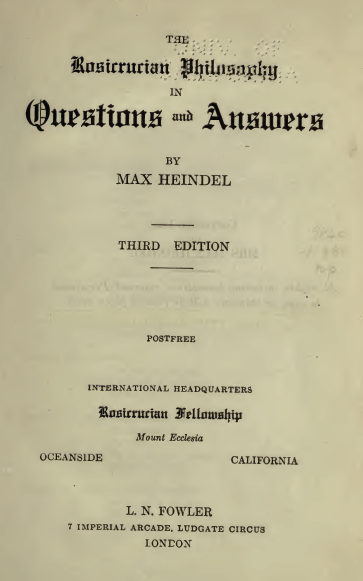 THE
Rosicrucian Philosophy
IN
Questions and Answers
BY
MAX HEINDEL
THIRD EDITION
POSTFREE
INTERNATIONAL HEADQUARTERS
Rosicrucian Fellowship
Mount Ecclesia
OCEANSIDE CALIFORNIA
L. N. FOWLER
7 IMPERIAL ARCADE, LUDGATE CIRCUS
LONDON